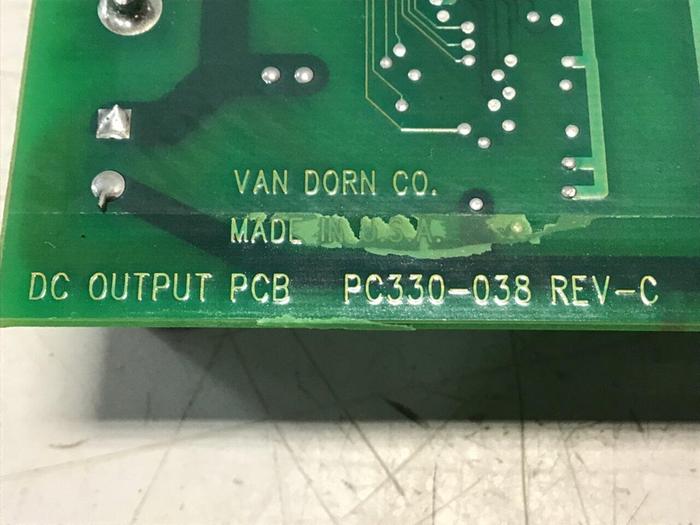 VAN DORN CO.
MADE IN U.S.A.
DC OUTPUT PCB PC330-038 REV-C